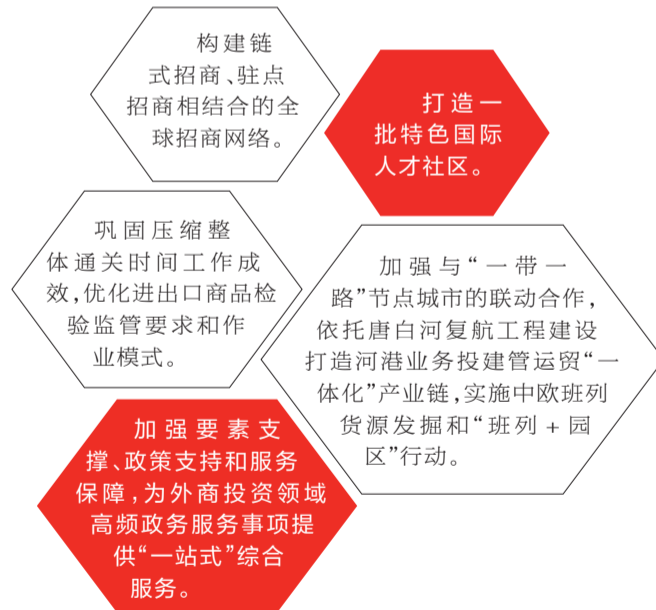 构建链
式招商、驻点
招商相结合的全
球招商网络。
打造一
批特色国际
人才社区。
巩固压缩整
体通关时间工作成
效,优化进出口商品检
验监管要求和作
业模式。
加强与“一带一
路”节点城市的联动合作,
依托唐白河复航工程建设
打造河港业务投建管运贸“一
体化”产业链,实施中欧班列
货源发掘和“班列+园
区”行动。
加强要素支
撑、政策支持和服务
保障,为外商投资领域
高频政务服务事项提
供“一站式”综合
服务。